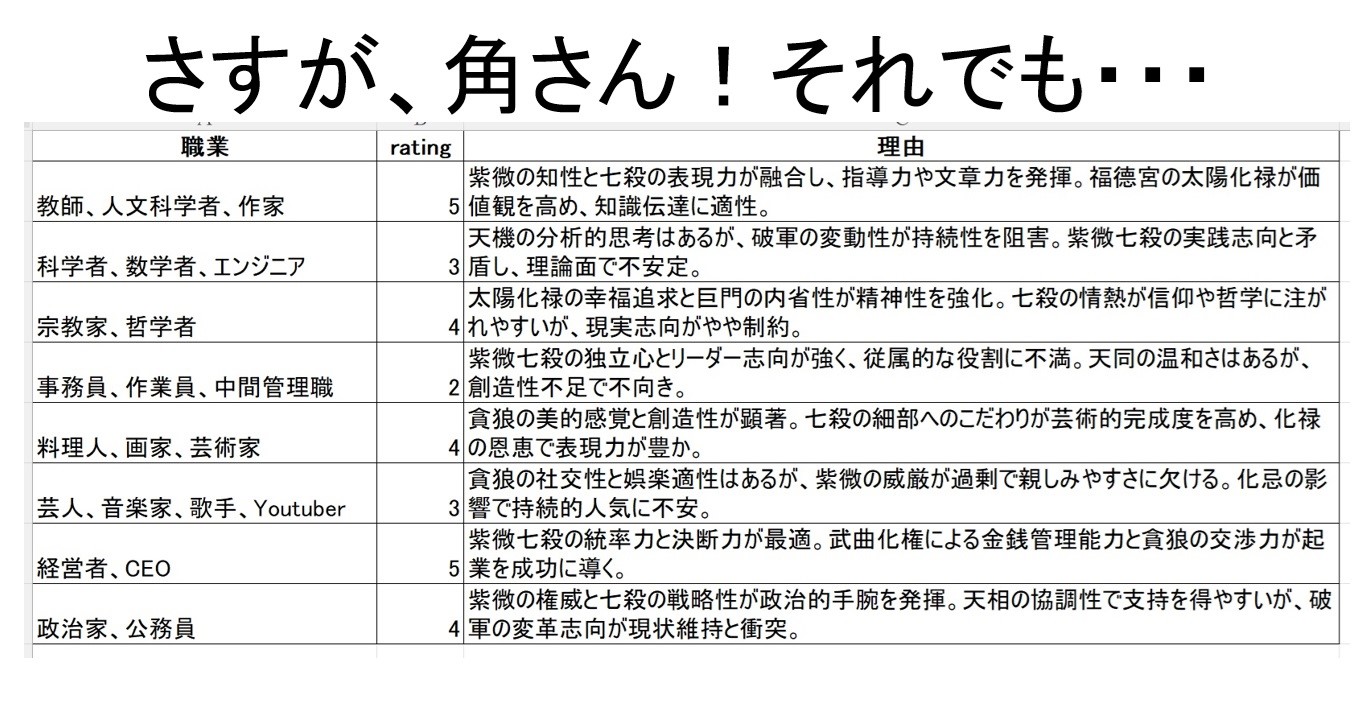 さすが、角さん！それでも・・・
職業 rating 理由
紫微の知性と七殺の表現力が融合し、指導力や文章力を発揮。福徳宮の太陽化禄が価
教師、人文科学者、作家 5 値観を高め、知識伝達に適性。
天機の分析的思考はあるが、破軍の変動性が持続性を阻害。紫微七殺の実践志向と矛
科学者、数学者、エンジニア 3 盾し、理論面で不安定。
太陽化禄の幸福追求と巨門の内省性が精神性を強化。七殺の情熱が信仰や哲学に注が
宗教家、哲学者 4 れやすいが、現実志向がやや制約。
紫微七殺の独立心とリーダー志向が強く、従属的な役割に不満。天同の温和さはあるが、
事務員、作業員、中間管理職 2 創造性不足で不向き。
貪狼の美的感覚と創造性が顕著。七殺の細部へのこだわりが芸術的完成度を高め、化禄
料理人、画家、芸術家 4 の恩恵で表現力が豊か。
貪狼の社交性と娯楽適性はあるが、紫微の威厳が過剰で親しみやすさに欠ける。化忌の影
芸人、音楽家、歌手、Youtuber 3 響で持続的人気に不安。
紫微七殺の統率力と決断力が最適。武曲化権による金銭管理能力と貪狼の交渉力が起
経営者、CEO 5 業を成功に導く。
紫微の権威と七殺の戦略性が政治的手腕を発揮。天相の協調性で支持を得やすいが、破
政治家、公務員 4 軍の変革志向が現状維持と衝突。